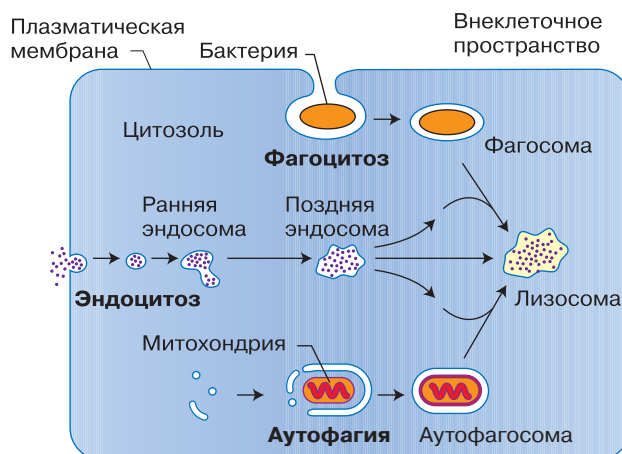 Плазматическая
мембрана
Бактерия
Внеклеточное
пространство
Цитозоль
Фагоцитоз
Фагосома
Ранняя
эндосома
Поздняя
эндосома
Эндоцитоз
Лизосома
Митохондрия
Аутофагия
Аутофагосома